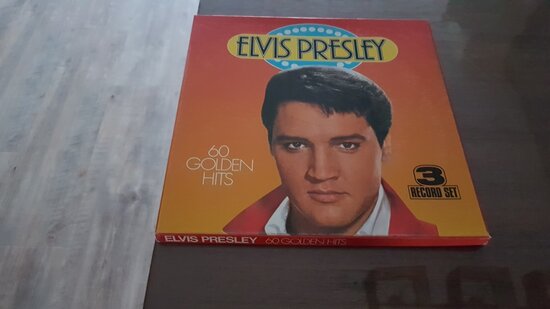 ELVIS PRESLEY
60
GOLDEN
HITS
3
RECORD SET
ELVIS PRESLEY 60 GOLDEN HITS